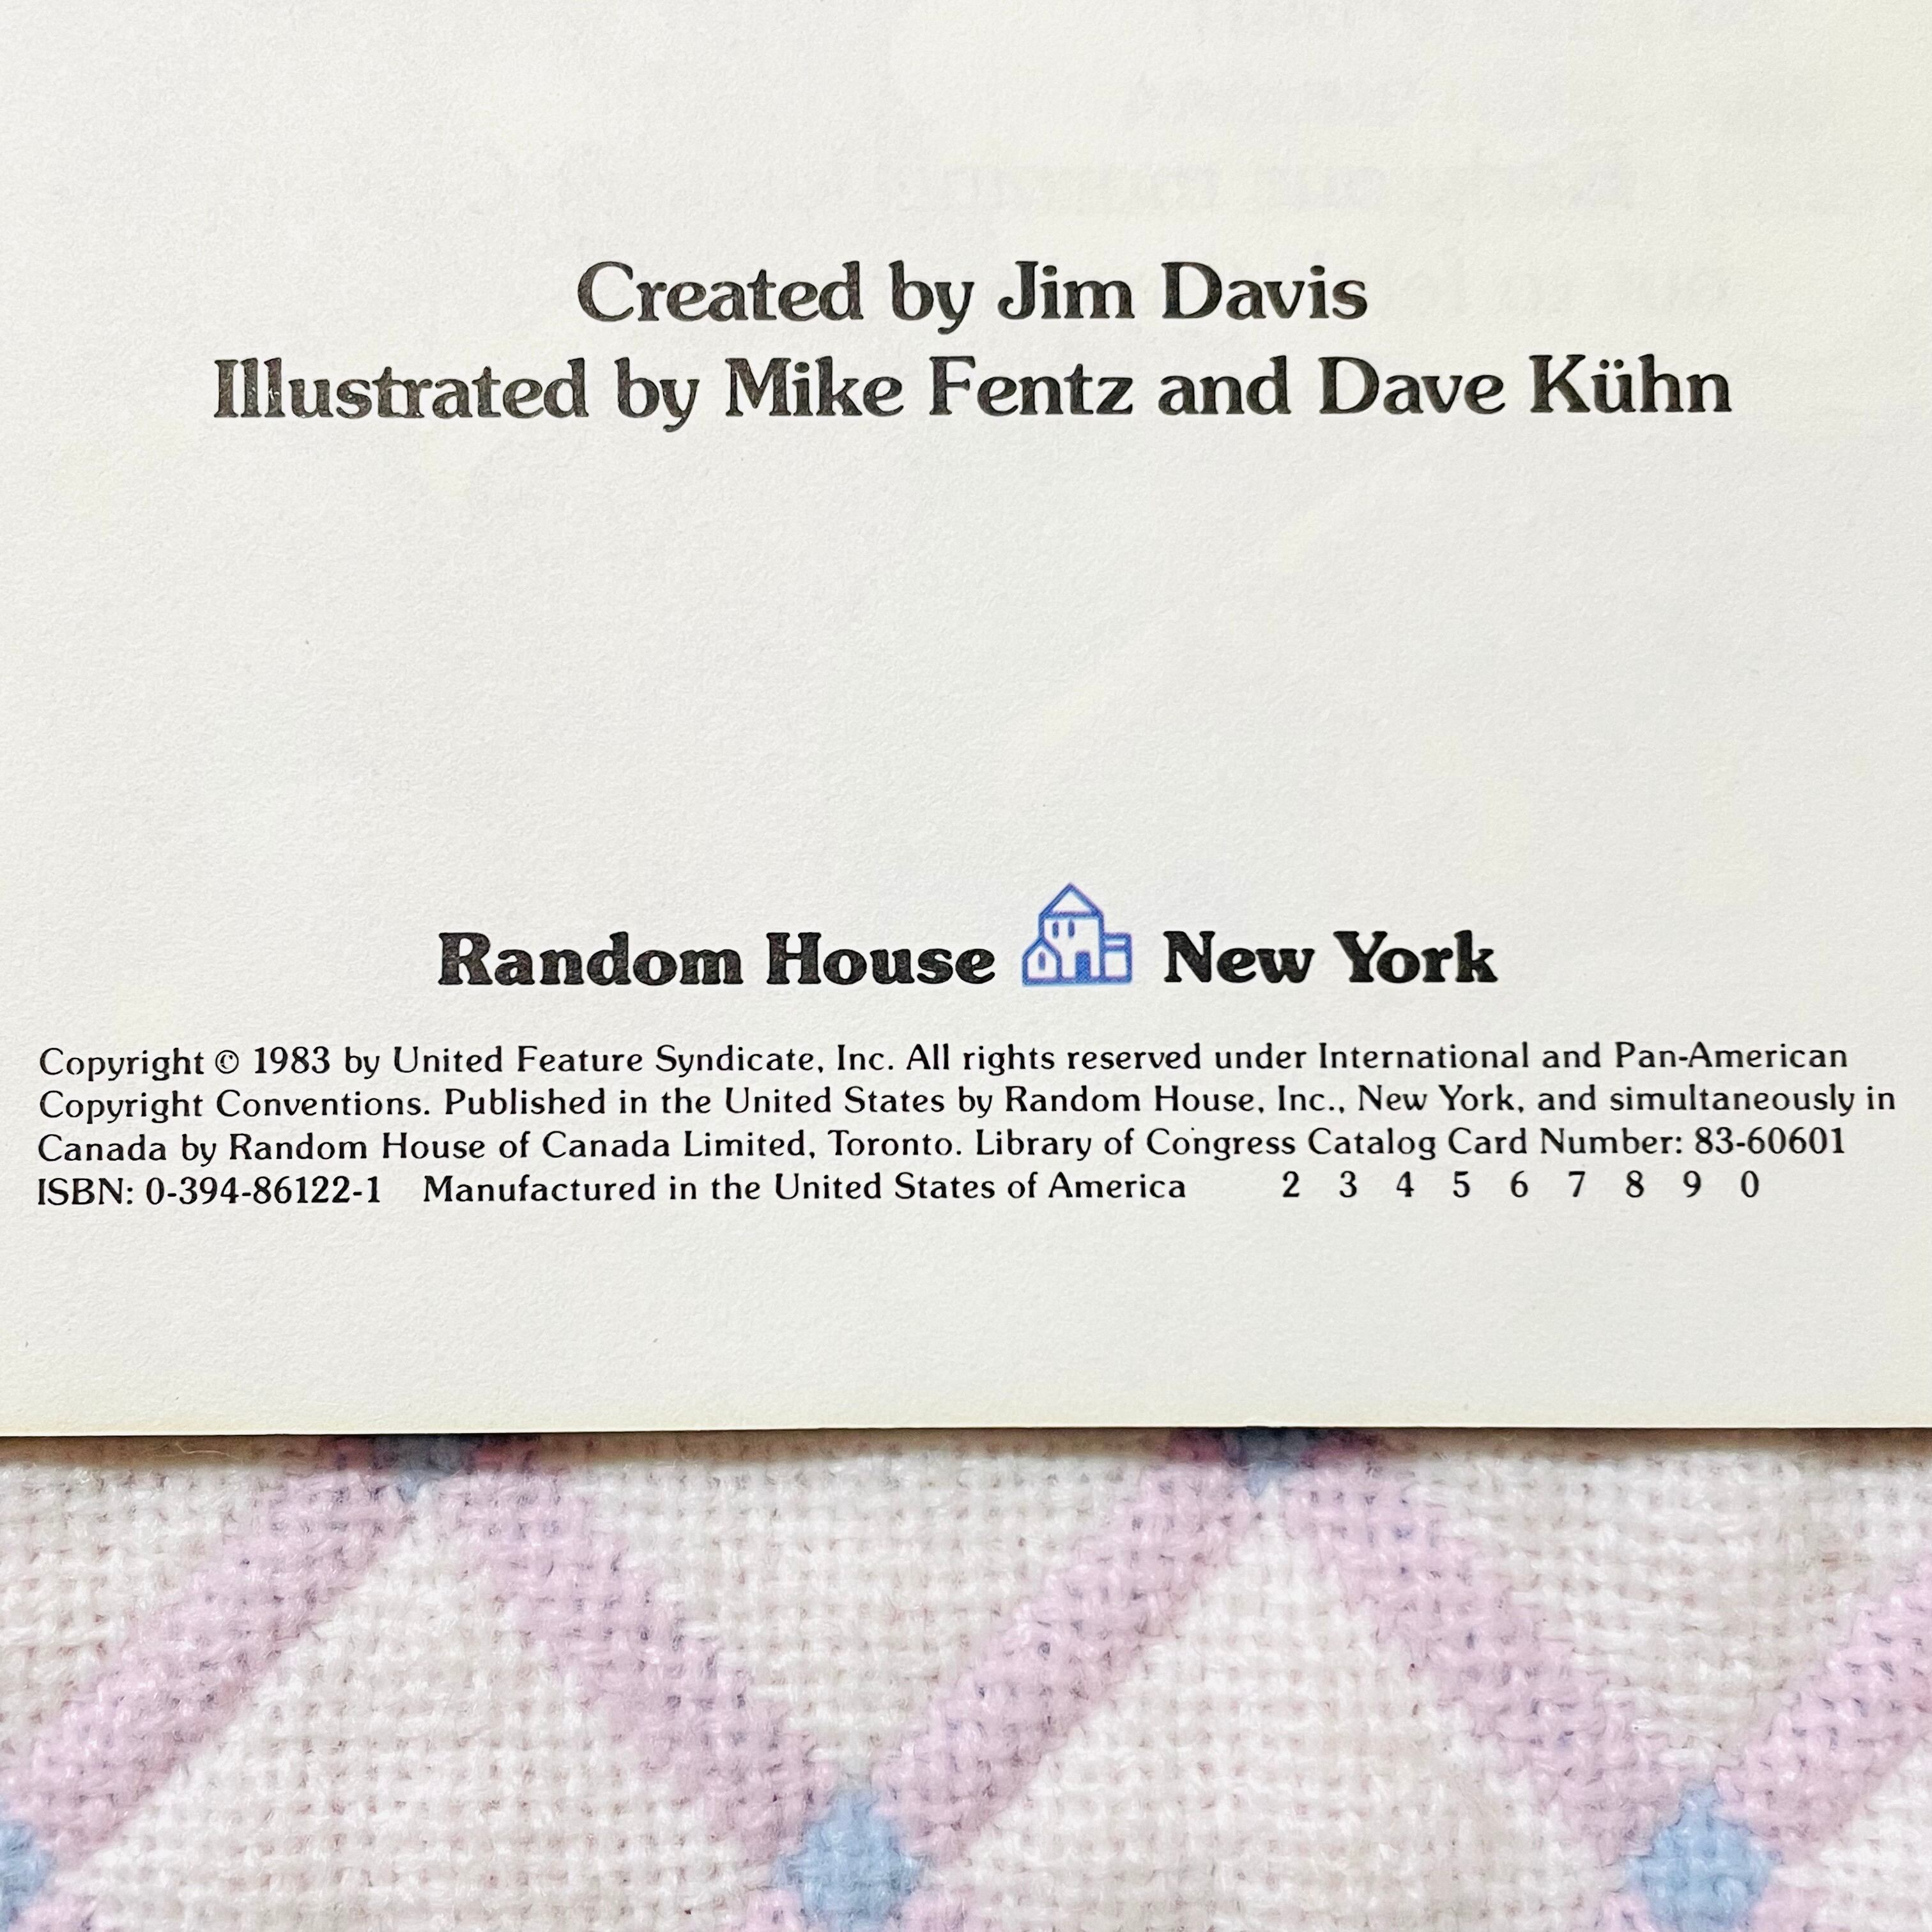 Created by Jim Davis
Illustrated by Mike Fentz and Dave Kühn
Random House New York
Copyright © 1983 by United Feature Syndicate, Inc. All rights reserved under International and Pan-American
Copyright Conventions. Published in the United States by Random House, Inc., New York, and simultaneously in
Canada by Random House of Canada Limited, Toronto. Library of Congress Catalog Card Number: 83-60601
ISBN: 0-394-86122-1 Manufactured in the United States of America 2 3 4 5 6 7 8 9 0